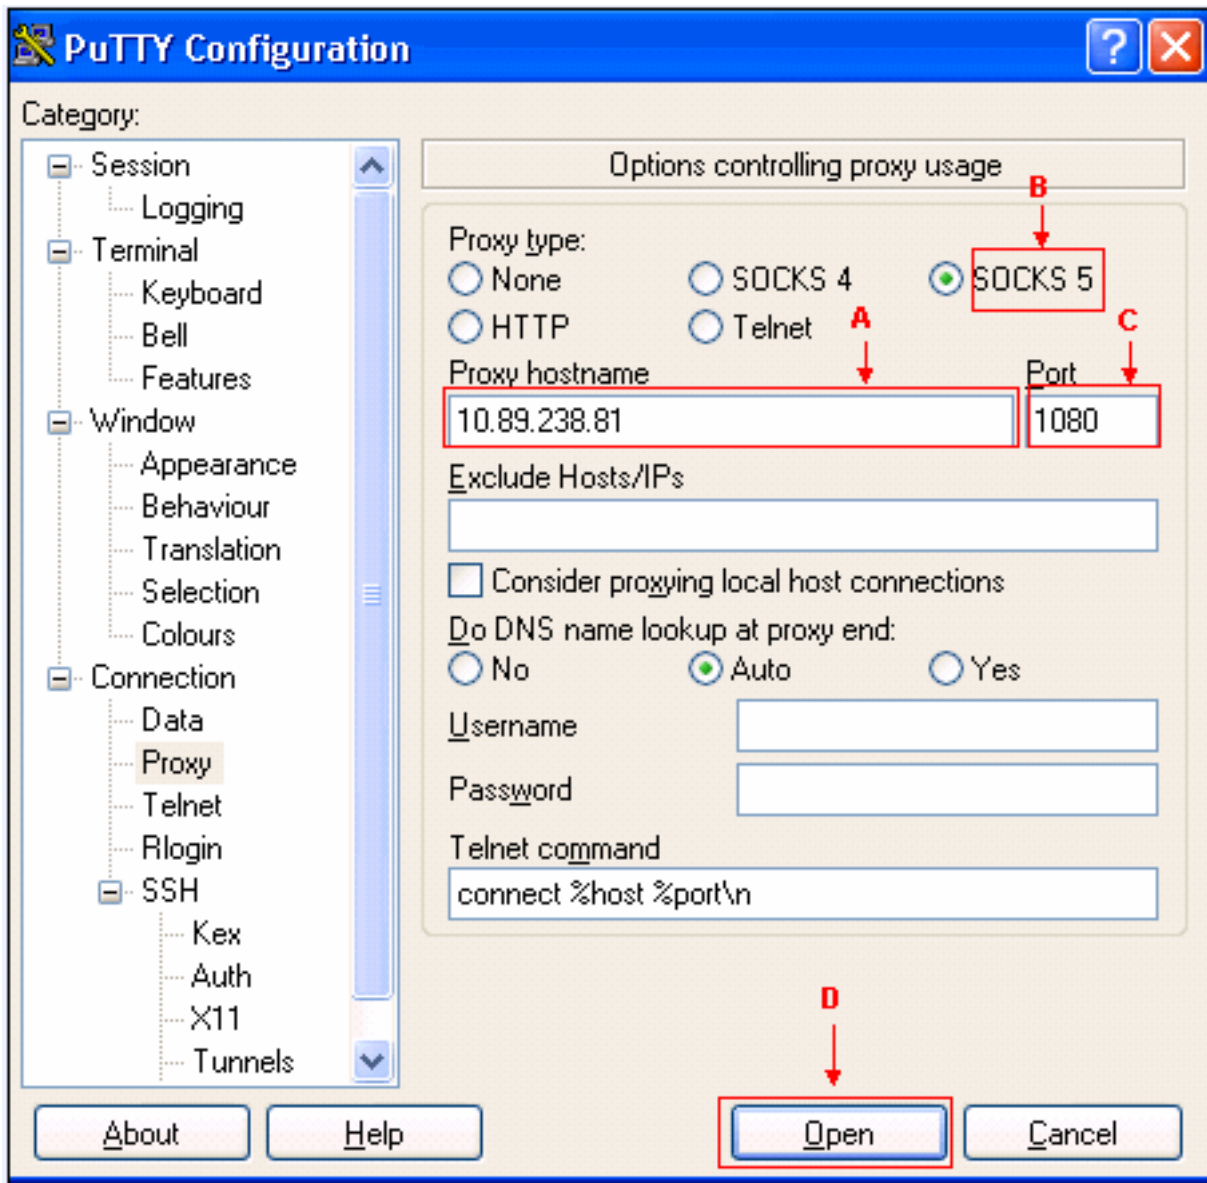 PuTTY Configuration
Category:
Session
Logging
Terminal
Keyboard
Bell
Features
Window
Appearance
Behaviour
Translation
Selection
Colours
Connection
Data
Proxy
Telnet
Rlogin
SSH
Kex
Auth
X11
Tunnels
Options controlling proxy usage
B
Proxy type:
None SOCKS 4 SOCKS 5
HTTP Telnet A C
Proxy hostname Port
10.89.238.81 1080
Exclude Hosts/IPs
Consider proxying local host connections
Do DNS name lookup at proxy end:
No Auto Yes
Username
Password
Telnet command
connect %host %port\n
D
About Help Open Cancel